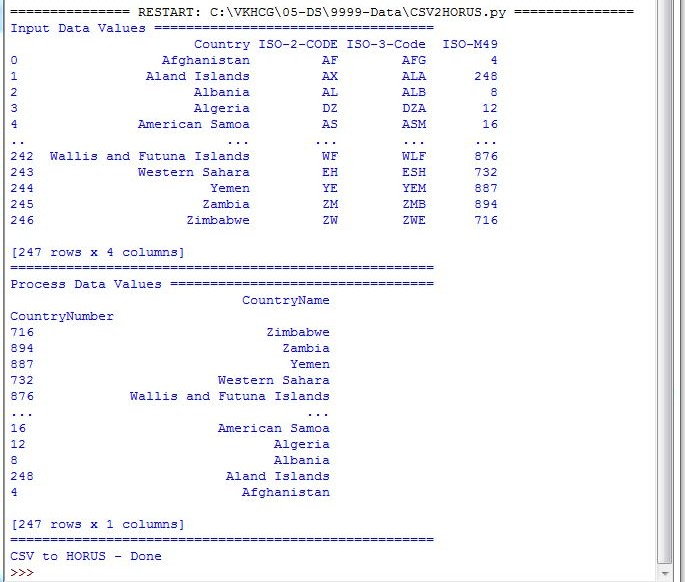 =============== RESTART: C:\VKHCG\05-DS\9999-Data\CSV2HORUS.py ===============
Input Data Values ===================================
                       Country ISO-2-CODE ISO-3-Code  ISO-M49
0                  Afghanistan         AF        AFG        4
1                Aland Islands         AX        ALA      248
2                      Albania         AL        ALB        8
3                      Algeria         DZ        DZA       12
4               American Samoa         AS        ASM       16
..                         ...        ...        ...      ...
242  Wallis and Futuna Islands         WF        WLF      876
243             Western Sahara         EH        ESH      732
244                      Yemen         YE        YEM      887
245                     Zambia         ZM        ZMB      894
246                   Zimbabwe         ZW        ZWE      716
[247 rows x 4 columns]
=====================================================
Process Data Values =================================
                             CountryName
CountryNumber
716                             Zimbabwe
894                               Zambia
887                                Yemen
732                       Western Sahara
876            Wallis and Futuna Islands
...                                  ...
16                        American Samoa
12                               Algeria
8                                Albania
248                        Aland Islands
4                            Afghanistan
[247 rows x 1 columns]
=====================================================
CSV to HORUS - Done
>>>